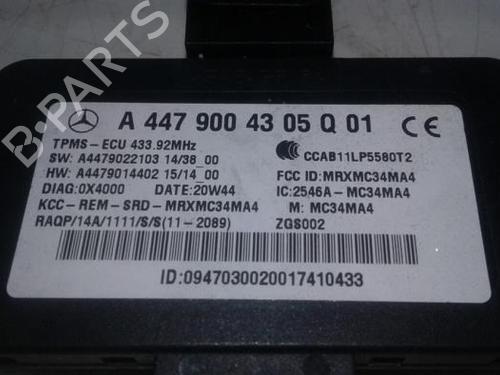 A 447 900 43 05 Q 01 CE
TPMS-ECU 433.92MHz
SW: A4479022103 14/38_00
CCAB11LP5580T2
HW: A4479014402 15/14_00
FCC ID: MRXMC34MA4
DIAG:0X4000 DATE:20W44
IC:2546A-MC34MA4
KCC-REM-SRD-MRXMC34MA4
M: MC34MA4
RAQP/14A/1111/S/S(11-2089)
ZGS002
ID:0947030020017410433
B-PARTS